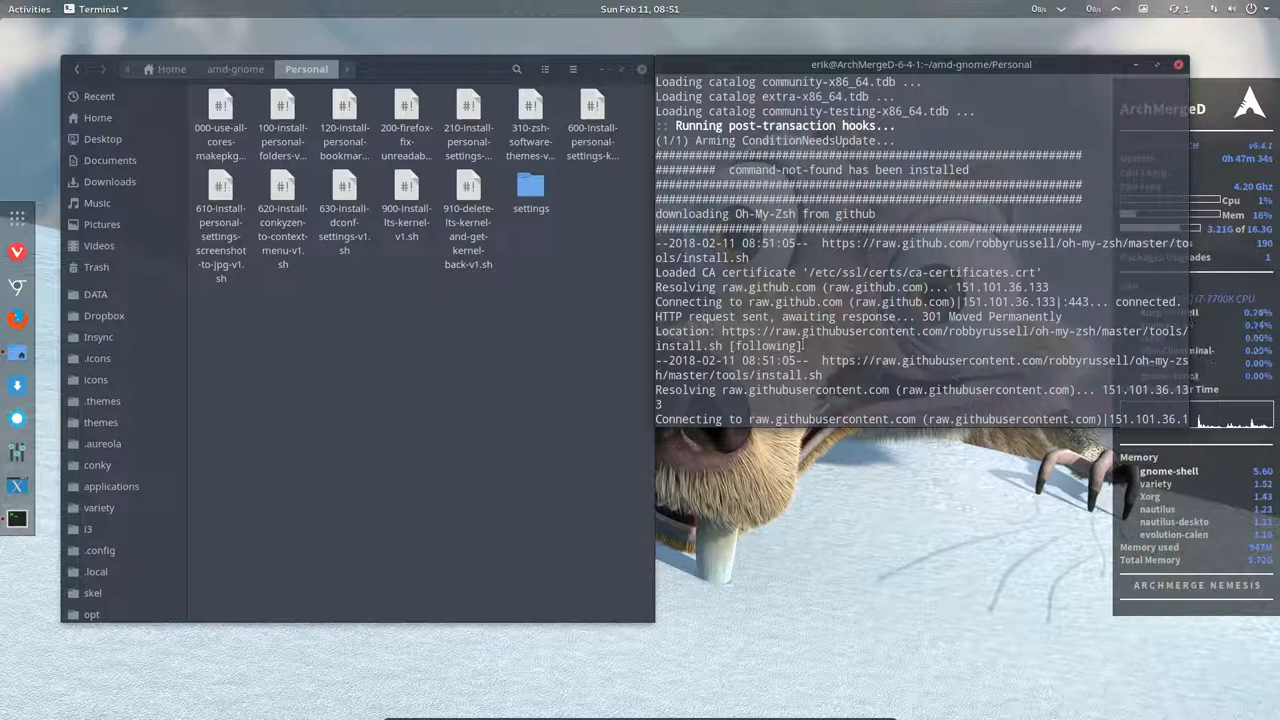 Activities
Terminal
Sun Feb 11, 08:51
1
Home
amd-gnome
Personal
Recent
Home
Desktop
Documents
Downloads
Music
Pictures
Videos
Trash
DATA
Dropbox
Insync
.icons
icons
.themes
themes
.aureola
conky
applications
variety
i3
.config
.local
skel
opt
000-use-all-
cores-
makepkg...
100-install-
personal-
folders-v...
120-install-
personal-
bookmar...
200-firefox-
fix-
unreadab...
210-install-
personal-
settings-...
310-zsh-
software-
themes-v...
600-install-
personal-
settings-k...
610-install-
personal-
settings-
screenshot
-to-jpg-v1.
sh
620-install-
conkyzen-
to-context-
menu-v1.
sh
630-install-
dconf-
settings-v1.
sh
900-install-
lts-kernel-
v1.sh
910-delete-
lts-kernel-
and-get-
kernel-
back-v1.sh
settings
erik@ArchMergeD-6-4-1:~/amd-gnome/Personal
Loading catalog community-x86_64.tdb ...
Loading catalog extra-x86_64.tdb ...
Loading catalog community-testing-x86_64.tdb ...
:: Running post-transaction hooks...
(1/1) Arming ConditionNeedsUpdate...
################################################################
######### command-not-found has been installed
################################################################
################################################################
downloading Oh-My-Zsh from github
################################################################
--2018-02-11 08:51:05-- https://raw.github.com/robbyrussell/oh-my-zsh/master/to
ols/install.sh
Loaded CA certificate '/etc/ssl/certs/ca-certificates.crt'
Resolving raw.github.com (raw.github.com)... 151.101.36.133
Connecting to raw.github.com (raw.github.com)|151.101.36.133|:443... connected.
HTTP request sent, awaiting response... 301 Moved Permanently
Location: https://raw.githubusercontent.com/robbyrussell/oh-my-zsh/master/tools/
install.sh [following]
--2018-02-11 08:51:05-- https://raw.githubusercontent.com/robbyrussell/oh-my-zs
h/master/tools/install.sh
Resolving raw.githubusercontent.com (raw.githubusercontent.com)... 151.101.36.13
3
Connecting to raw.githubusercontent.com (raw.githubusercontent.com)|151.101.36.1
ArchMergeD
v6.4.1
Uptime
0h 47m 34s
4.20 Ghz
CPU
1%
Mem
16%
3.21G of 16.3G
190
1
i7-7700K CPU
Time
Memory
gnome-shell 5.60
variety 1.52
Xorg 1.43
nautilus 1.23
nautilus-deskto
evolution-calen
Memory used 947M
Total Memory 5.72G
ARCHMERGE NEMESIS